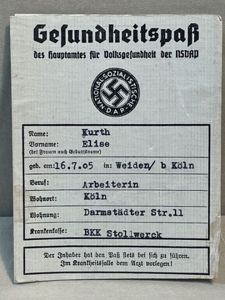 Gesundheitspaß
des Hauptamtes für Volksgesundheit der NSDAP
NATIONALSOZIALISTISCHE D.A.P.
Name: Kurth
Vorname: Elise
(bei Frauen auch Geburtsname)
geb. am: 16.7.05 in Weiden/ b Köln
Beruf: Arbeiterin
Wohnort: Köln
Wohnung: Darmstädter Str.11
Krankenkasse: BKK Stollwerck
Der Inhaber hat den Paß stets bei sich zu führen.
Im Krankheitsfalle dem Arzt vorlegen!